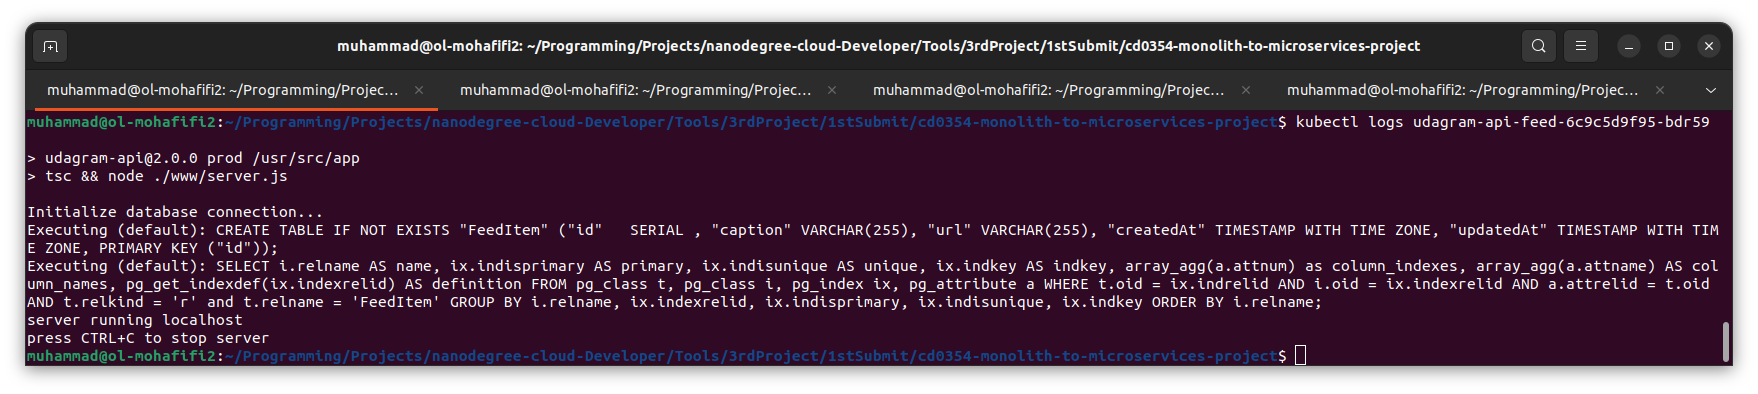 muhammad@ol-mohafifi2: ~/Programming/Projects/nanodegree-cloud-Developer/Tools/3rdProject/1stSubmit/cd0354-monolith-to-microservices-project
muhammad@ol-mohafifi2: ~/Programming/Projec... × muhammad@ol-mohafifi2: ~/Programming/Projec... × muhammad@ol-mohafifi2: ~/Programming/Projec... × muhammad@ol-mohafifi2: ~/Programming/Projec... ×
muhammad@ol-mohafifi2:~/Programming/Projects/nanodegree-cloud-Developer/Tools/3rdProject/1stSubmit/cd0354-monolith-to-microservices-project$ kubectl logs udagram-api-feed-6c9c5d9f95-bdr59
> udagram-api@2.0.0 prod /usr/src/app
> tsc && node ./www/server.js
Initialize database connection...
Executing (default): CREATE TABLE IF NOT EXISTS "FeedItem" ("id"   SERIAL , "caption" VARCHAR(255), "url" VARCHAR(255), "createdAt" TIMESTAMP WITH TIME ZONE, "updatedAt" TIMESTAMP WITH TIM
E ZONE, PRIMARY KEY ("id"));
Executing (default): SELECT i.relname AS name, ix.indisprimary AS primary, ix.indisunique AS unique, ix.indkey AS indkey, array_agg(a.attnum) as column_indexes, array_agg(a.attname) AS col
umn_names, pg_get_indexdef(ix.indexrelid) AS definition FROM pg_class t, pg_class i, pg_index ix, pg_attribute a WHERE t.oid = ix.indrelid AND i.oid = ix.indexrelid AND a.attrelid = t.oid
AND t.relkind = 'r' and t.relname = 'FeedItem' GROUP BY i.relname, ix.indexrelid, ix.indisprimary, ix.indisunique, ix.indkey ORDER BY i.relname;
server running localhost
press CTRL+C to stop server
muhammad@ol-mohafifi2:~/Programming/Projects/nanodegree-cloud-Developer/Tools/3rdProject/1stSubmit/cd0354-monolith-to-microservices-project$